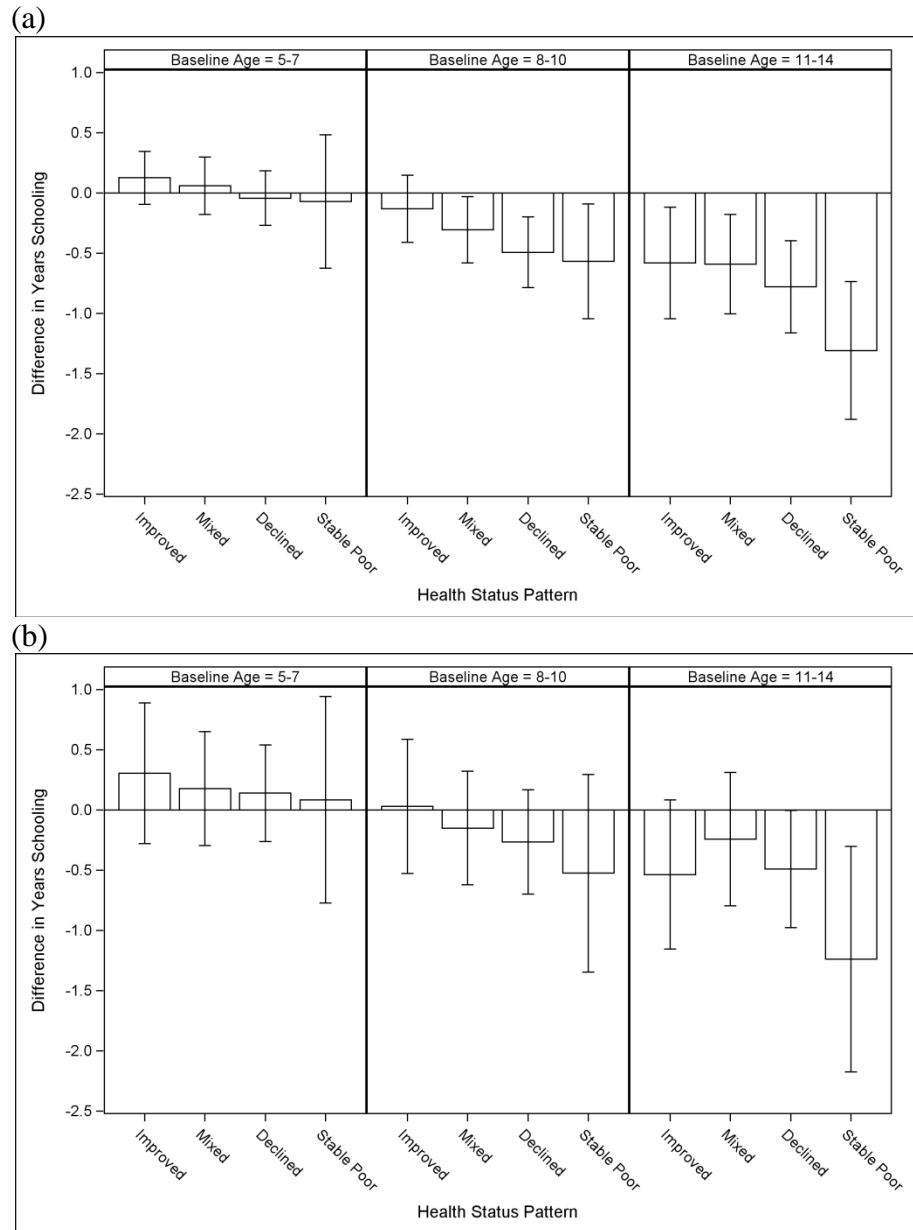 (a)
Baseline Age = 5-7 Baseline Age = 8-10 Baseline Age = 11-14
1.0
0.5
0.0
-0.5
-1.0
-1.5
-2.0
-2.5
Difference in Years Schooling
Improved Mixed Declined Stable Poor Improved Mixed Declined Stable Poor Improved Mixed Declined Stable Poor
Health Status Pattern
(b)
Baseline Age = 5-7 Baseline Age = 8-10 Baseline Age = 11-14
1.0
0.5
0.0
-0.5
-1.0
-1.5
-2.0
-2.5
Difference in Years Schooling
Improved Mixed Declined Stable Poor Improved Mixed Declined Stable Poor Improved Mixed Declined Stable Poor
Health Status Pattern